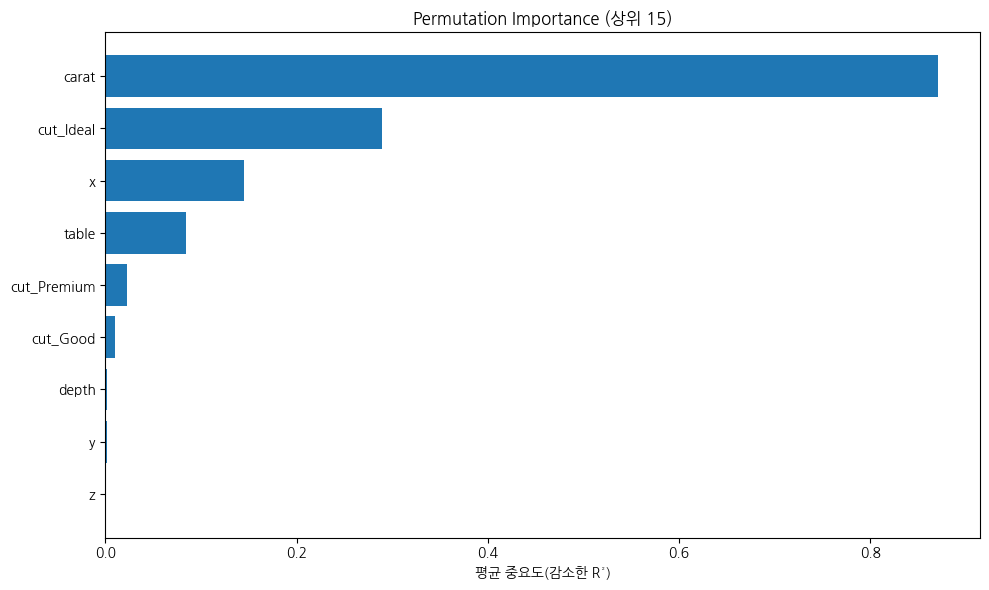 Permutation Importance (상위 15)
carat
cut_Ideal
x
table
cut_Premium
cut_Good
depth
y
z
0.0 0.2 0.4 0.6 0.8
평균 중요도(감소한 R²)